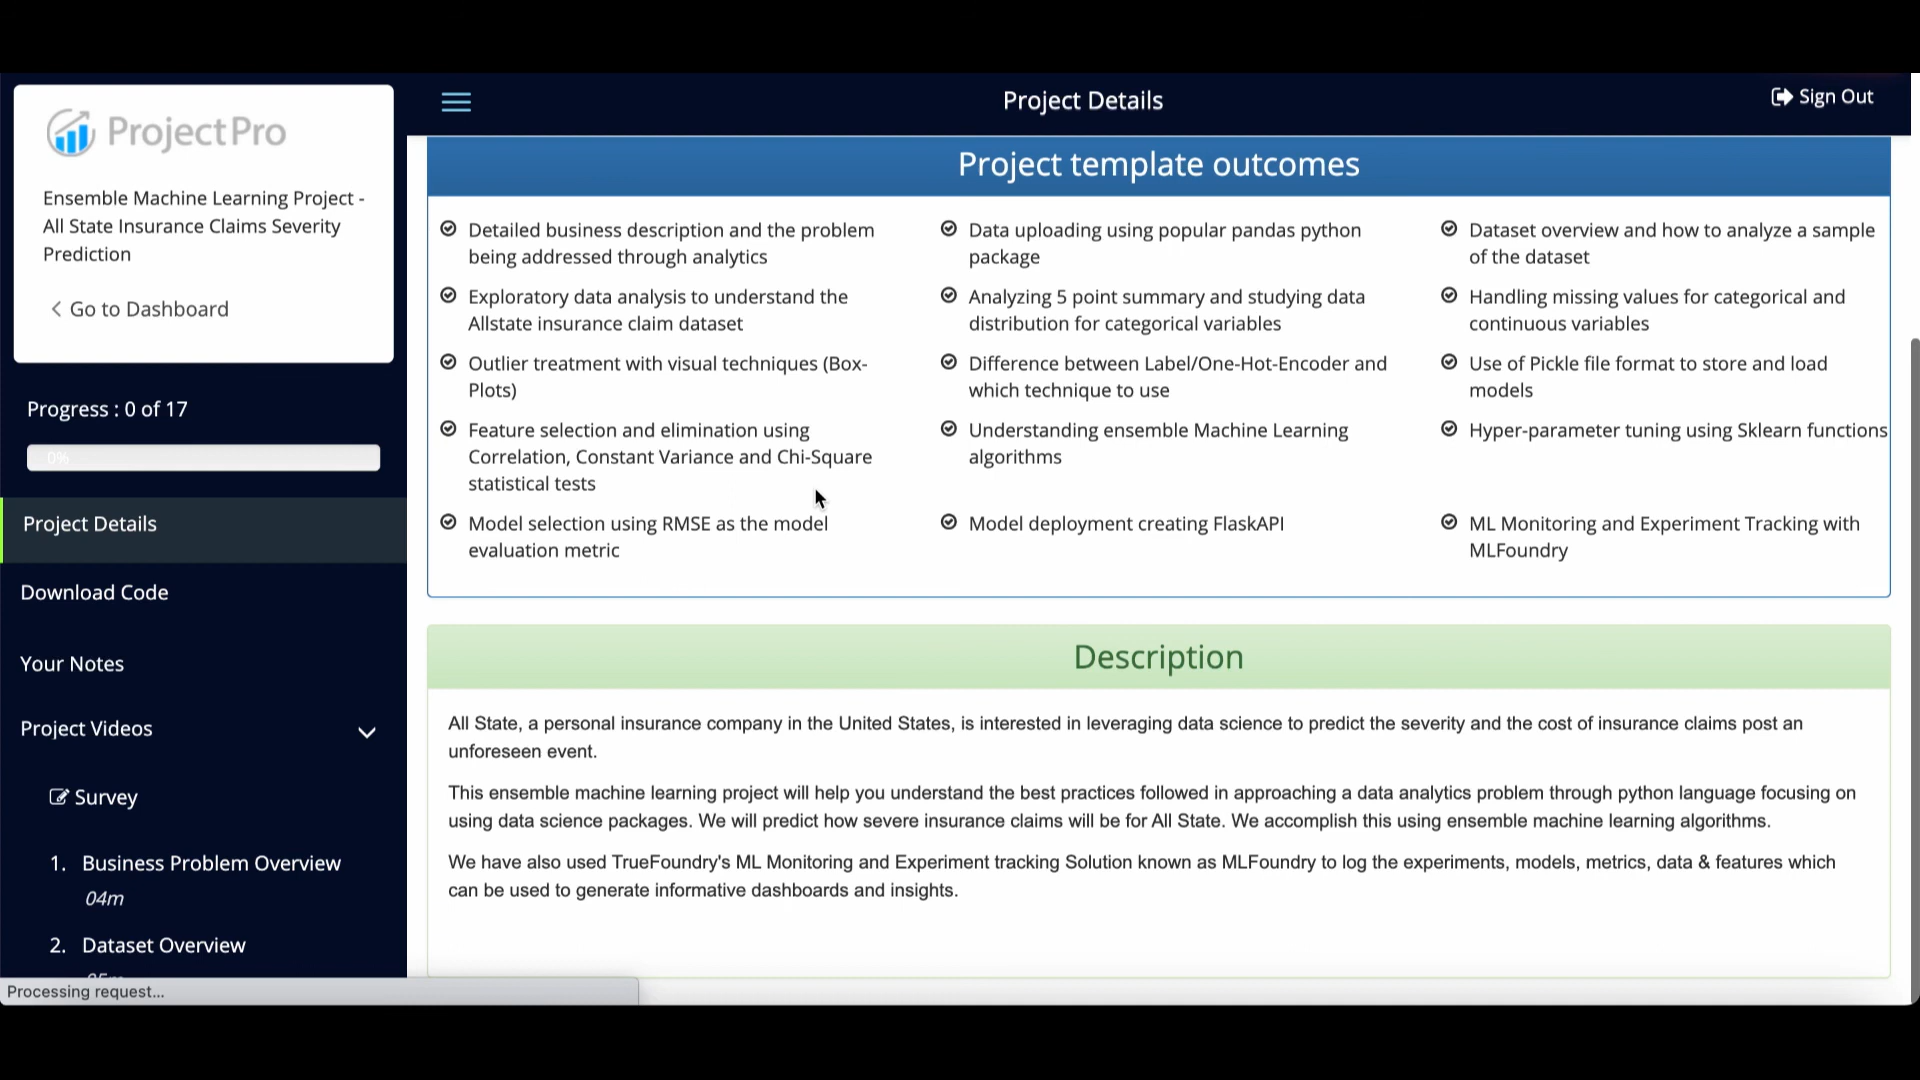 ProjectPro
Ensemble Machine Learning Project -
All State Insurance Claims Severity
Prediction
Go to Dashboard
Progress : 0 of 17
0%
Project Details
Download Code
Your Notes
Project Videos
Survey
1. Business Problem Overview
04m
2. Dataset Overview
Processing request...
Project Details
Sign Out
Project template outcomes
Detailed business description and the problem
being addressed through analytics
Data uploading using popular pandas python
package
Dataset overview and how to analyze a sample
of the dataset
Exploratory data analysis to understand the
Allstate insurance claim dataset
Analyzing 5 point summary and studying data
distribution for categorical variables
Handling missing values for categorical and
continuous variables
Outlier treatment with visual techniques (Box-
Plots)
Difference between Label/One-Hot-Encoder and
which technique to use
Use of Pickle file format to store and load
models
Feature selection and elimination using
Correlation, Constant Variance and Chi-Square
statistical tests
Understanding ensemble Machine Learning
algorithms
Hyper-parameter tuning using Sklearn functions
Model selection using RMSE as the model
evaluation metric
Model deployment creating FlaskAPI
ML Monitoring and Experiment Tracking with
MLFoundry
Description
All State, a personal insurance company in the United States, is interested in leveraging data science to predict the severity and the cost of insurance claims post an
unforeseen event.
This ensemble machine learning project will help you understand the best practices followed in approaching a data analytics problem through python language focusing on
using data science packages. We will predict how severe insurance claims will be for All State. We accomplish this using ensemble machine learning algorithms.
We have also used TrueFoundry's ML Monitoring and Experiment tracking Solution known as MLFoundry to log the experiments, models, metrics, data & features which
can be used to generate informative dashboards and insights.